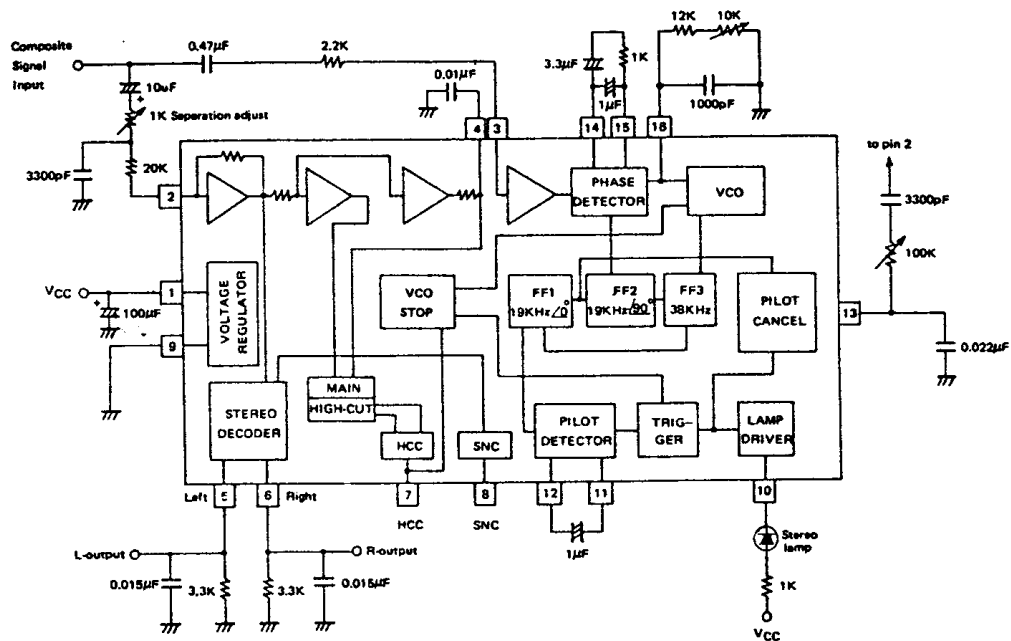 Composite
Signal
Input
0.47μF
2.2K
10uF
+
1K Seperation adjust
3300pF
20K
0.01μF
3.3μF
1K
1μF
12K
10K
1000pF
4
3
14
15
16
2
PHASE
DETECTOR
VCO
to pin 2
3300pF
100K
VCC
1
+
100μF
9
VOLTAGE
REGULATOR
VCO
STOP
FF1
19KHz/0°
FF2
19KHz/90°
FF3
38KHz
PILOT
CANCEL
13
0.022μF
STEREO
DECODER
MAIN
HIGH-CUT
HCC
SNC
PILOT
DETECTOR
TRIG-
GER
LAMP
DRIVER
Left
5
6
Right
7
8
12
11
10
HCC
SNC
1μF
Stereo
lamp
1K
VCC
L-output
R-output
0.015μF
3.3K
3.3K
0.015μF